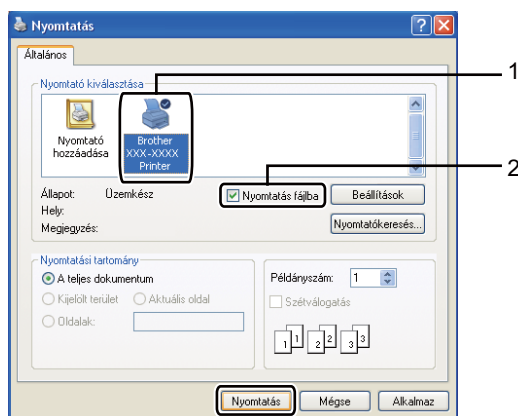 Nyomtatás
Általános
Nyomtató kiválasztása
1
Nyomtató hozzáadása
Brother XXX-XXXX Printer
2
Állapot: Üzemkész
Nyomtatás fájlba
Beállítások
Hely:
Megjegyzés:
Nyomtatókeresés...
Nyomtatási tartomány
A teljes dokumentum
Kijelölt terület
Aktuális oldal
Oldalak:
Példányszám: 1
Szétválogatás
1 1 2 2 3 3
Nyomtatás
Mégse
Alkalmaz